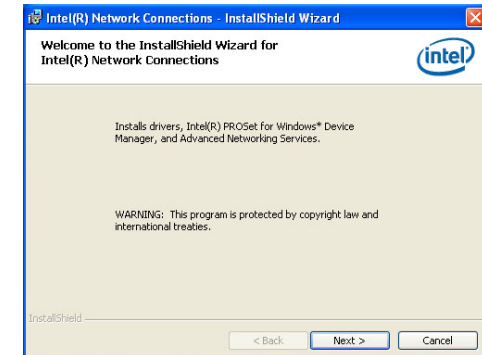 Intel(R) Network Connections - InstallShield Wizard
Welcome to the InstallShield Wizard for
Intel(R) Network Connections
intel
Installs drivers, Intel(R) PROSet for Windows* Device
Manager, and Advanced Networking Services.
WARNING: This program is protected by copyright law and
international treaties.
InstallShield
< Back
Next >
Cancel